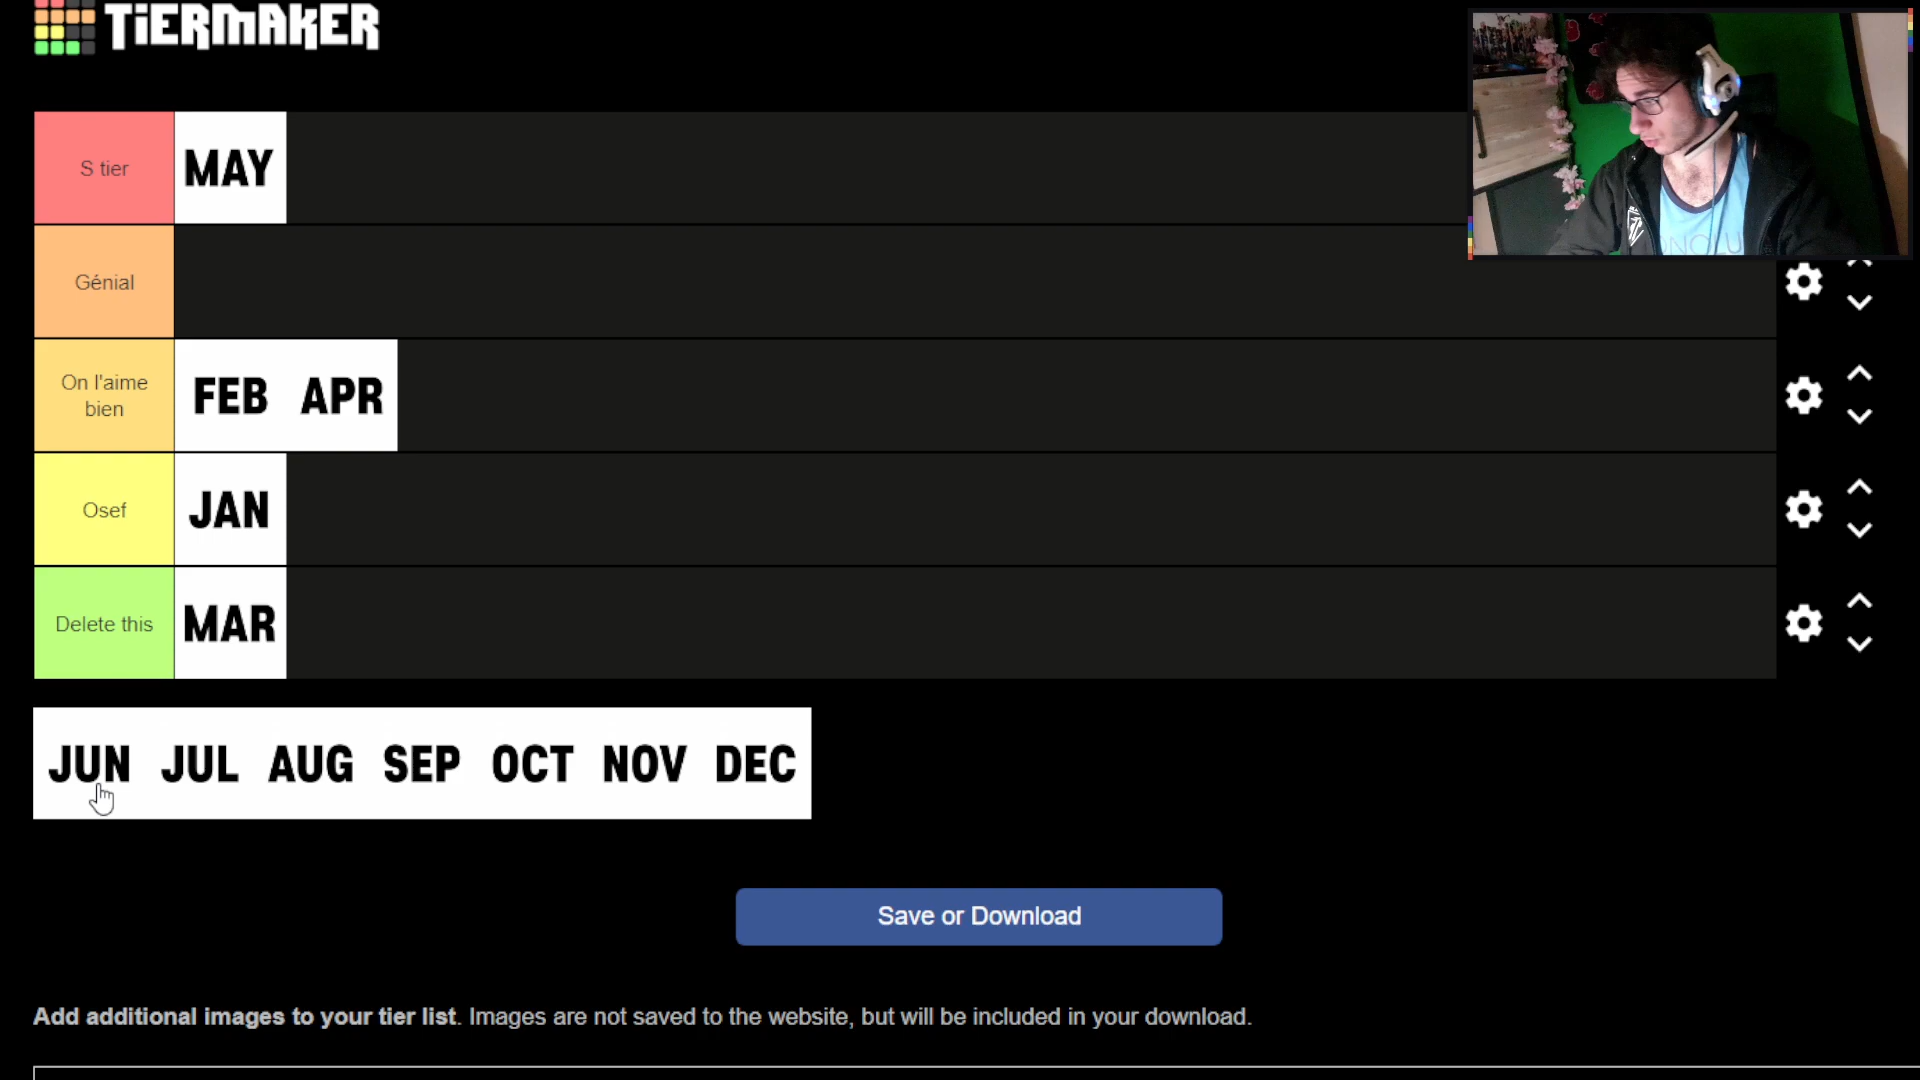 TiERMAKER
S tier
MAY
Génial
On l'aime
bien
FEB APR
Osef
JAN
Delete this
MAR
JUN JUL AUG SEP OCT NOV DEC
Save or Download
Add additional images to your tier list. Images are not saved to the website, but will be included in your download.